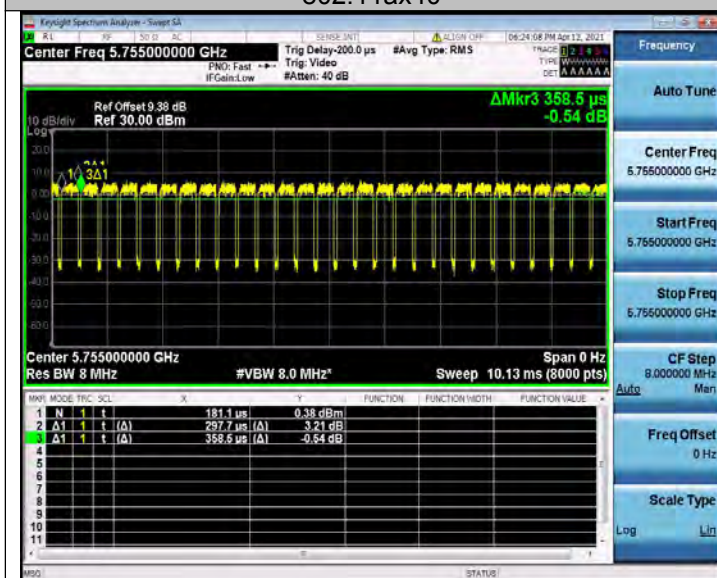 Keysight Spectrum Analyzer - Swept SA
RL RF 50 Ω AC SENSE:INT ALIGN OFF 06:24:08 PM Apr 12, 2021
Center Freq 5.755000000 GHz
PNO: Fast
IFGain:Low
Trig Delay-200.0 µs
Trig: Video
#Atten: 40 dB
#Avg Type: RMS
TRACE 1 2 3 4 5 6
TYPE
DET A A A A A A
Ref Offset 9.38 dB
Ref 30.00 dBm
10 dB/div
Log
ΔMkr3 358.5 µs
-0.54 dB
20.0
10.0
0.00
-10.0
-20.0
-30.0
-40.0
-50.0
-60.0
3Δ1
Center 5.755000000 GHz
Span 0 Hz
Res BW 8 MHz
#VBW 8.0 MHz*
Sweep 10.13 ms (8000 pts)
MKR MODE TRC SCL X Y FUNCTION FUNCTION WIDTH FUNCTION VALUE
1 N 1 t 181.1 µs 0.38 dBm
2 Δ1 1 t (Δ) 297.7 µs (Δ) 3.21 dB
3 Δ1 1 t (Δ) 358.5 µs (Δ) -0.54 dB
4
5
6
7
8
9
10
11
MSG
STATUS
Frequency
Auto Tune
Center Freq
5.755000000 GHz
Start Freq
5.755000000 GHz
Stop Freq
5.755000000 GHz
CF Step
8.000000 MHz
Auto Man
Freq Offset
0 Hz
Scale Type
Log Lin